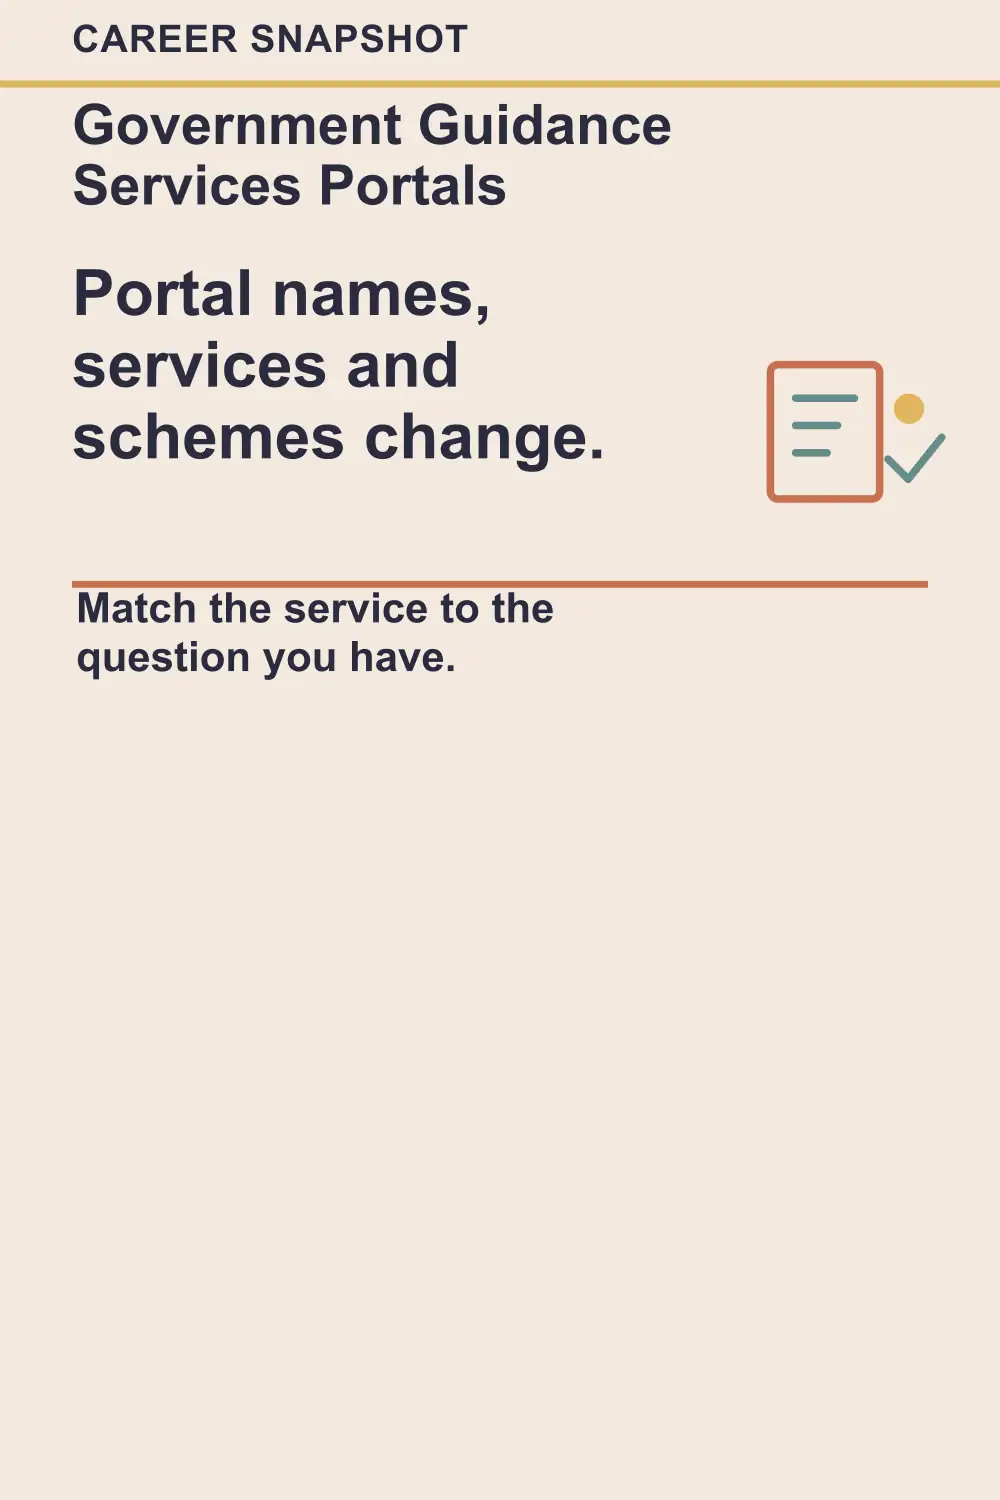 CAREER SNAPSHOT
Government Guidance
Services Portals
Portal names,
services and
schemes change.
Match the service to the
question you have.